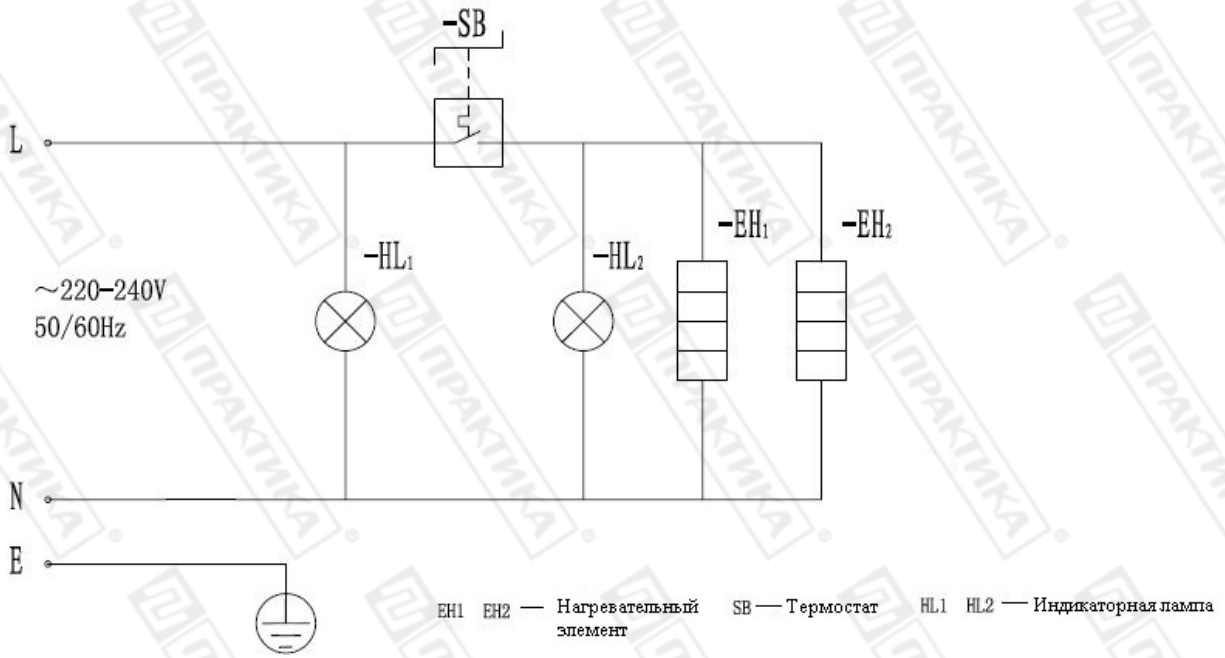 -SB
L
-HL1
-HL2
-EH1
-EH2
~220-240V
50/60Hz
N
E
EH1 EH2 — Нагревательный элемент
SB — Термостат
HL1 HL2 — Индикаторная лампа
ПРАКТИКА